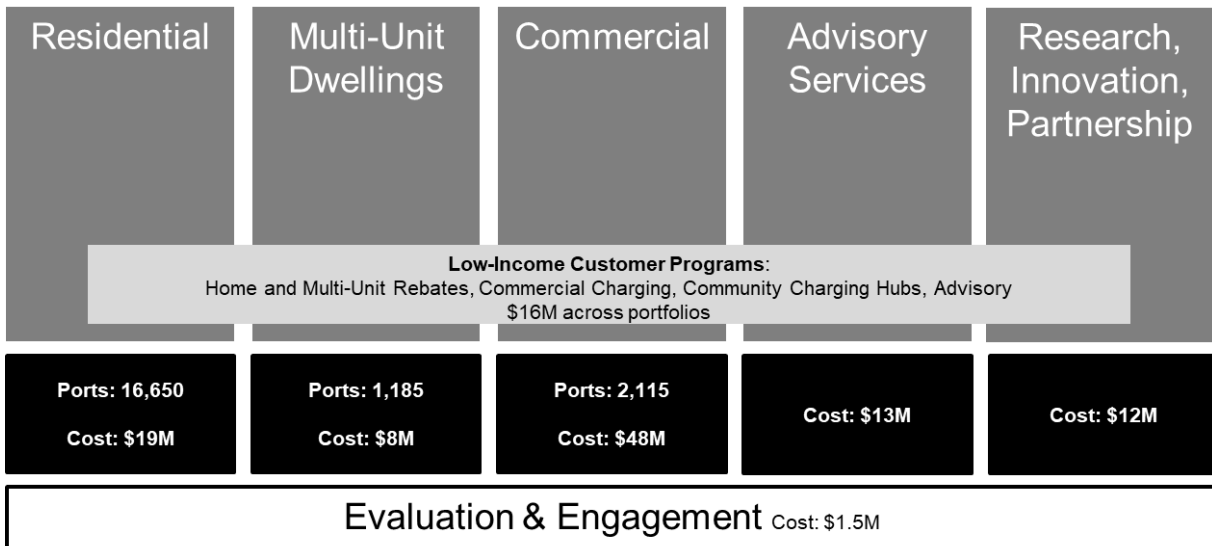 Residential
Multi-Unit
Dwellings
Commercial
Advisory
Services
Research,
Innovation,
Partnership
Low-Income Customer Programs:
Home and Multi-Unit Rebates, Commercial Charging, Community Charging Hubs, Advisory
$16M across portfolios
Ports: 16,650
Cost: $19M
Ports: 1,185
Cost: $8M
Ports: 2,115
Cost: $48M
Cost: $13M
Cost: $12M
Evaluation & Engagement Cost: $1.5M